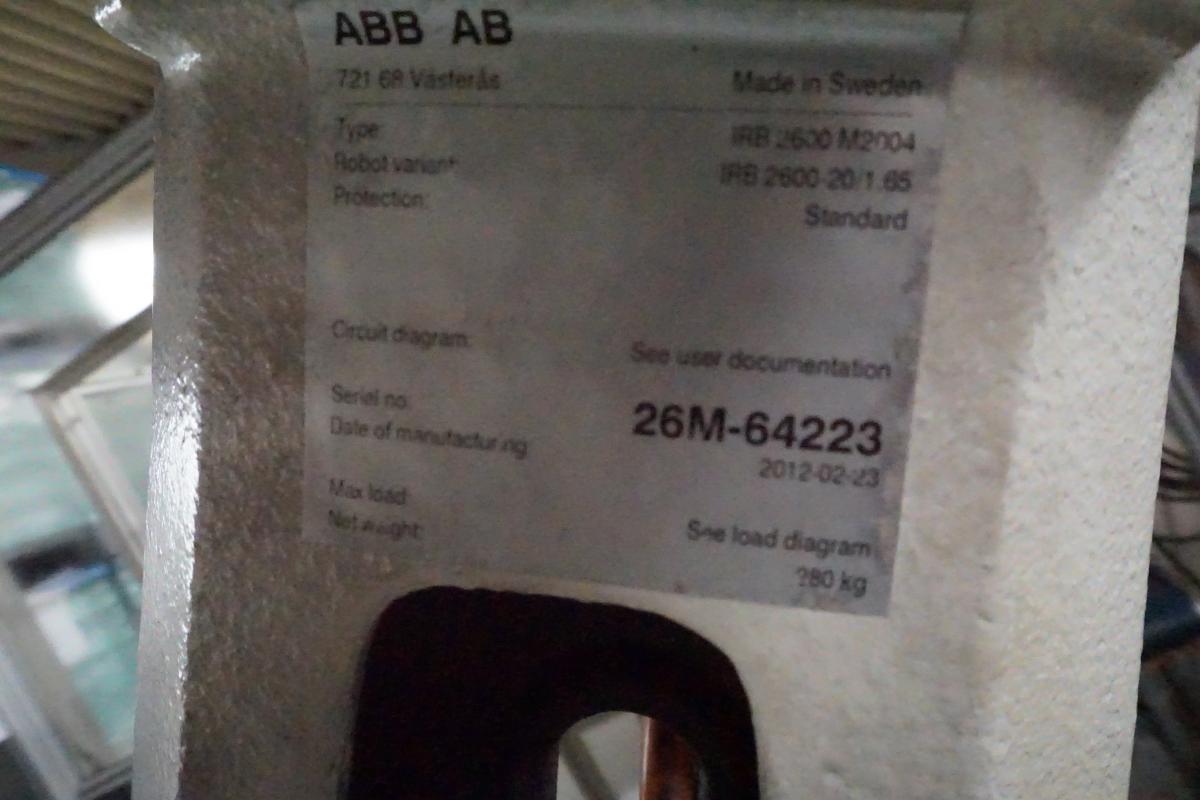 ABB AB
721 68 Västerås Made in Sweden
Type: IRB 2600 M2004
Robot variant: IRB 2600-20/1.65
Protection: Standard
Circuit diagram: See user documentation
Serial no: 26M-64223
Date of manufacturing 2012-02-23
Max load: See load diagram
Net weight: 280 kg